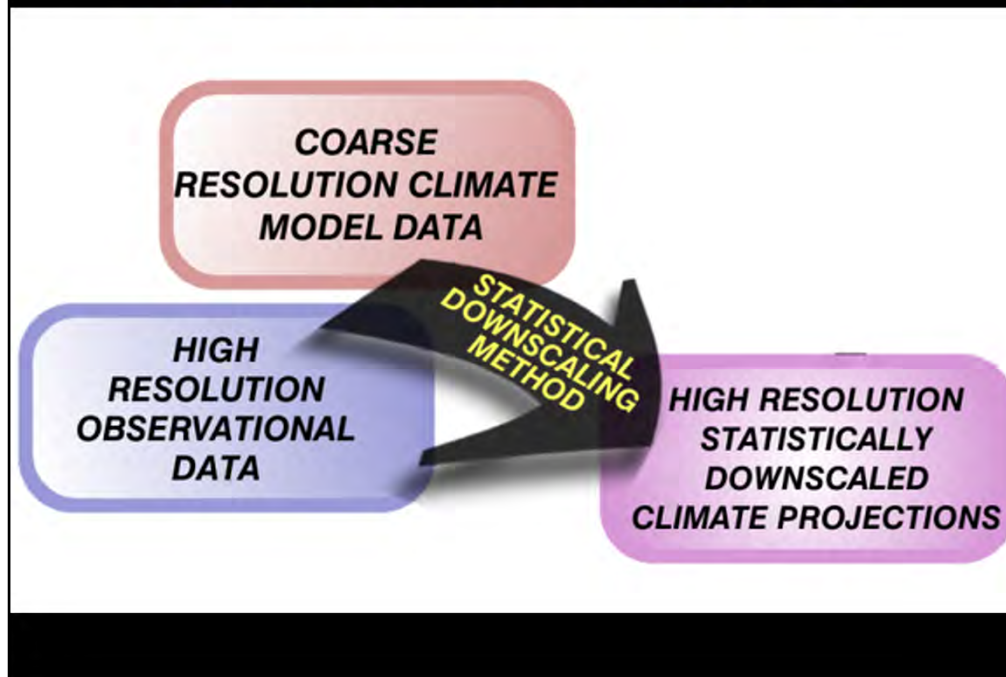 COARSE
RESOLUTION CLIMATE
MODEL DATA
HIGH
RESOLUTION
OBSERVATIONAL
DATA
STATISTICAL
DOWNSCALING
METHOD
HIGH RESOLUTION
STATISTICALLY
DOWNSCALED
CLIMATE PROJECTIONS